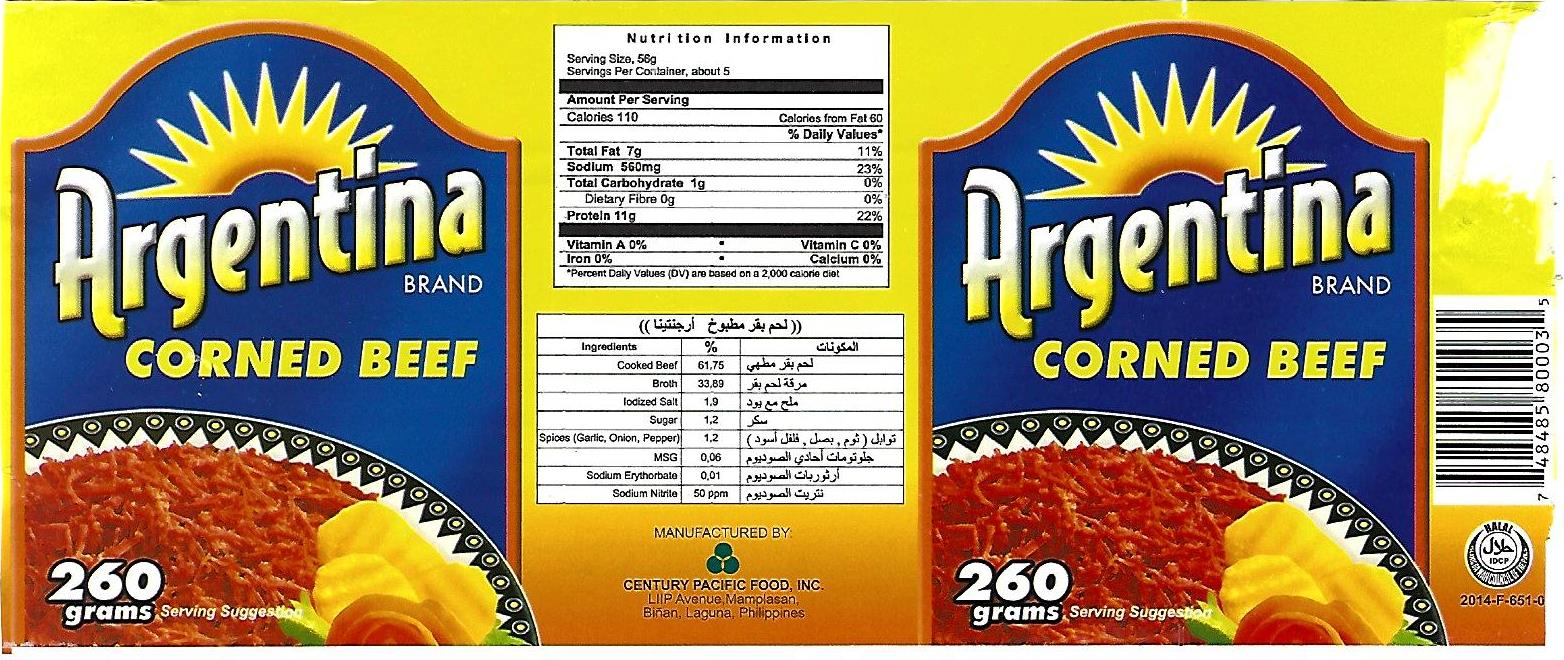 Argentina
BRAND
CORNED BEEF
260
grams
Serving Suggestion
Nutrition Information
Serving Size, 56g
Servings Per Container, about 5
Amount Per Serving
Calories 110 Calories from Fat 60
% Daily Values*
Total Fat 7g 11%
Sodium 560mg 23%
Total Carbohydrate 1g 0%
Dietary Fibre 0g 0%
Protein 11g 22%
Vitamin A 0% • Vitamin C 0%
Iron 0% • Calcium 0%
*Percent Daily Values (DV) are based on a 2,000 calorie diet
(( لحم بقر مطبوخ أرجنتينا ))
Ingredients % المكونات
Cooked Beef 61,75 لحم بقر مطهي
Broth 33,89 مرقة لحم بقر
Iodized Salt 1,9 ملح مع يود
Sugar 1,2 سكر
Spices (Garlic, Onion, Pepper) 1,2 توابل ( ثوم , بصل , فلفل أسود )
MSG 0,06 جلوتومات أحادي الصوديوم
Sodium Erythorbate 0,01 أرثوربات الصوديوم
Sodium Nitrite 50 ppm نتريت الصوديوم
MANUFACTURED BY:
CENTURY PACIFIC FOOD, INC.
LIIP Avenue,Mamplasan,
Biñan, Laguna, Philippines
Argentina
BRAND
CORNED BEEF
260
grams
Serving Suggestion
7 48485 80003 5
HALAL
حلال
IDCP
2014-F-651-0